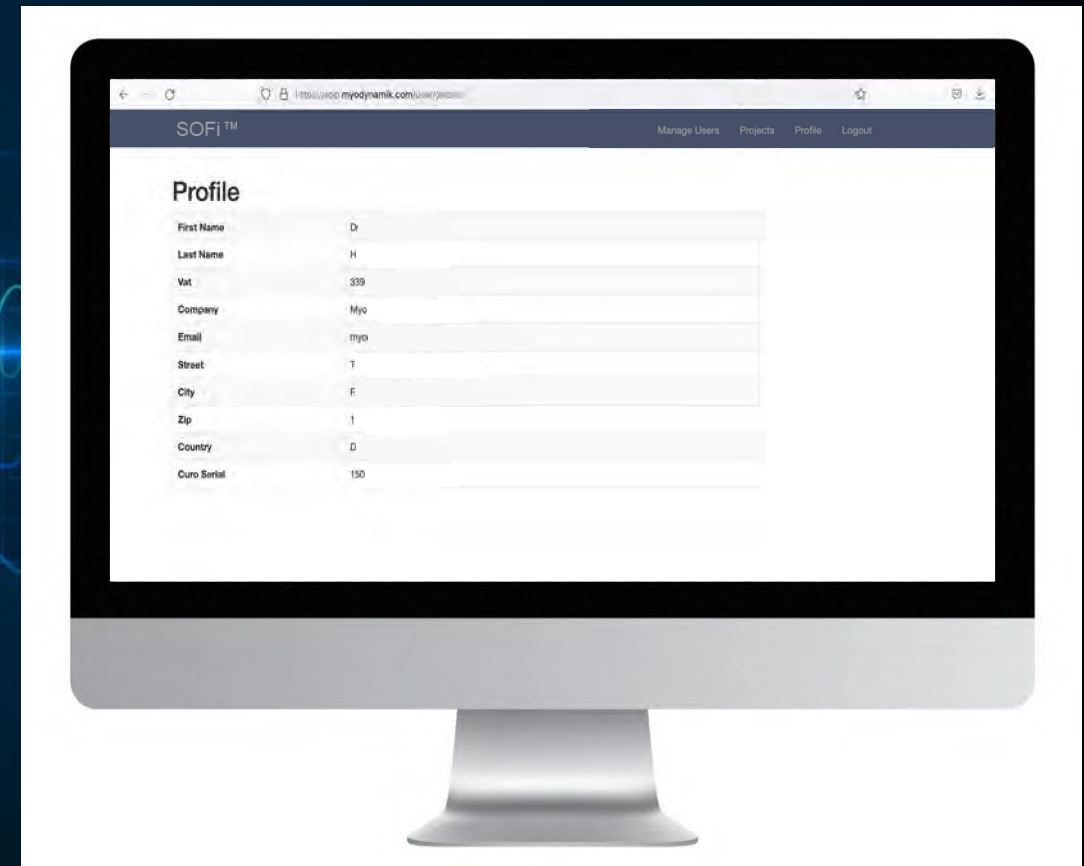 myodynamik.com
SOFi™ Manage Users Projects Profile Logout
Profile
First Name D
Last Name H
Vat 339
Company Myo
Email myo
Street T
City F
Zip 1
Country D
Curo Serial 150